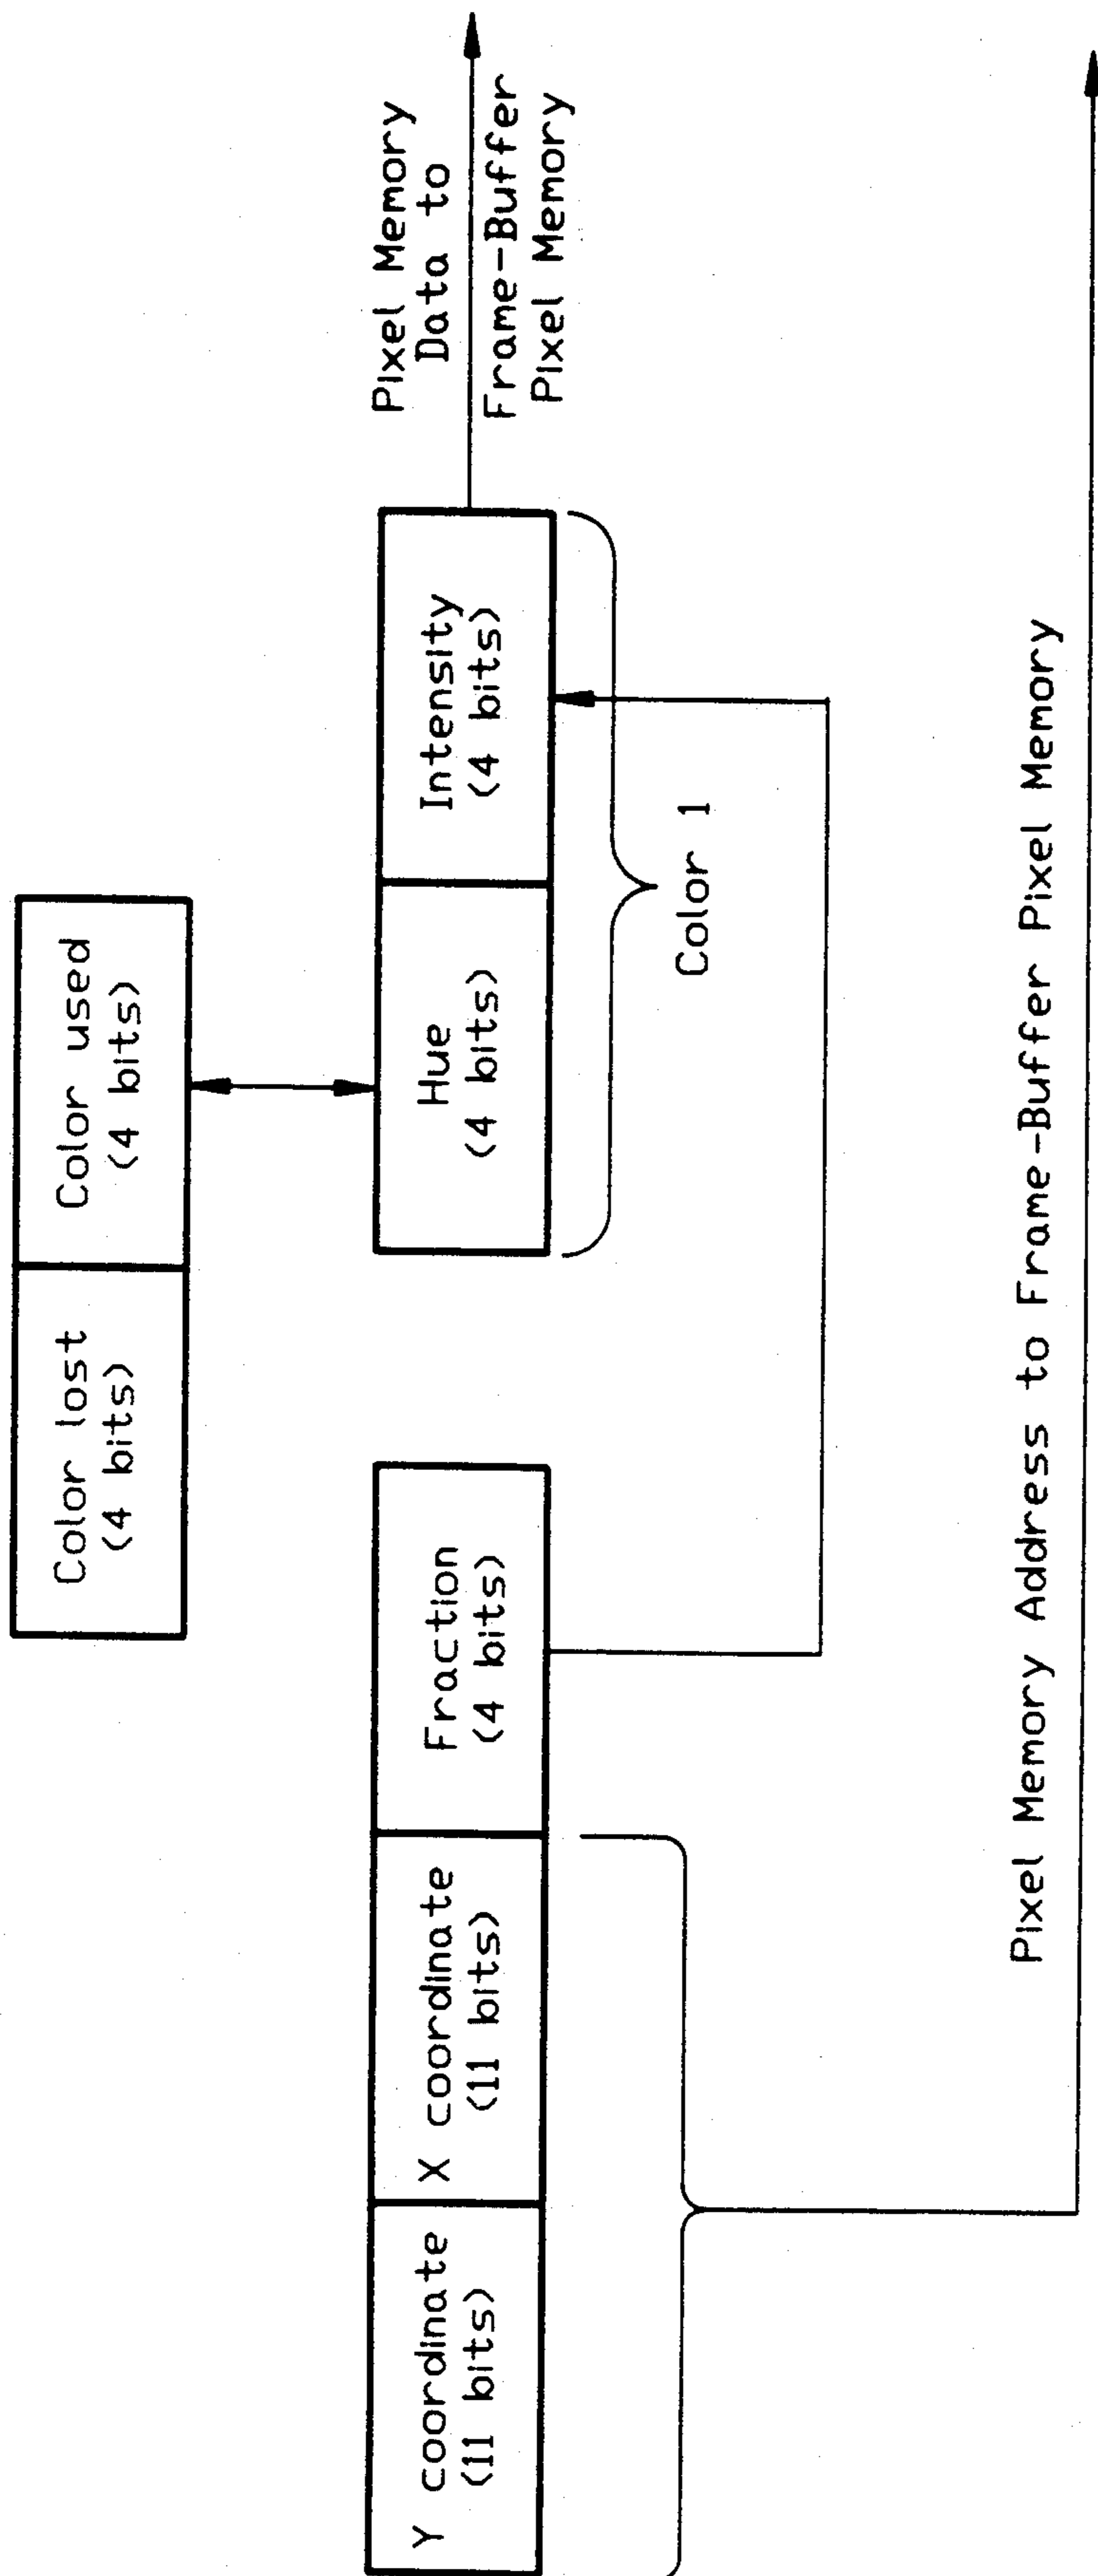 Color lost
(4 bits)
Color used
(4 bits)
Y coordinate
(11 bits)
X coordinate
(11 bits)
Fraction
(4 bits)
Hue
(4 bits)
Intensity
(4 bits)
Pixel Memory
Data to
Frame-Buffer
Pixel Memory
Color 1
Pixel Memory Address to Frame-Buffer Pixel Memory